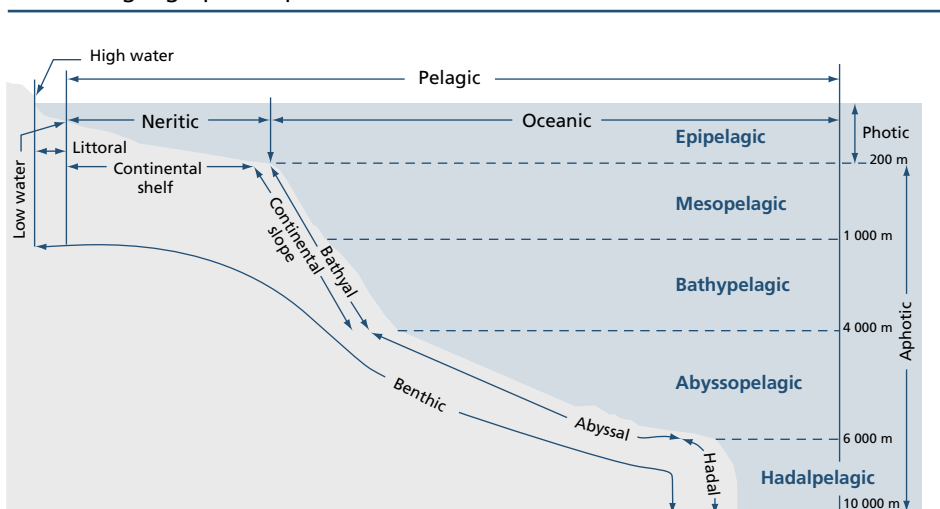 High water
Pelagic
Neritic
Oceanic
Epipelagic
Photic
200 m
Littoral
Continental
shelf
Low water
Mesopelagic
Continental
slope
Bathyal
1 000 m
Bathypelagic
4 000 m
Aphotic
Abyssopelagic
Benthic
Abyssal
6 000 m
Hadal
Hadalpelagic
10 000 m